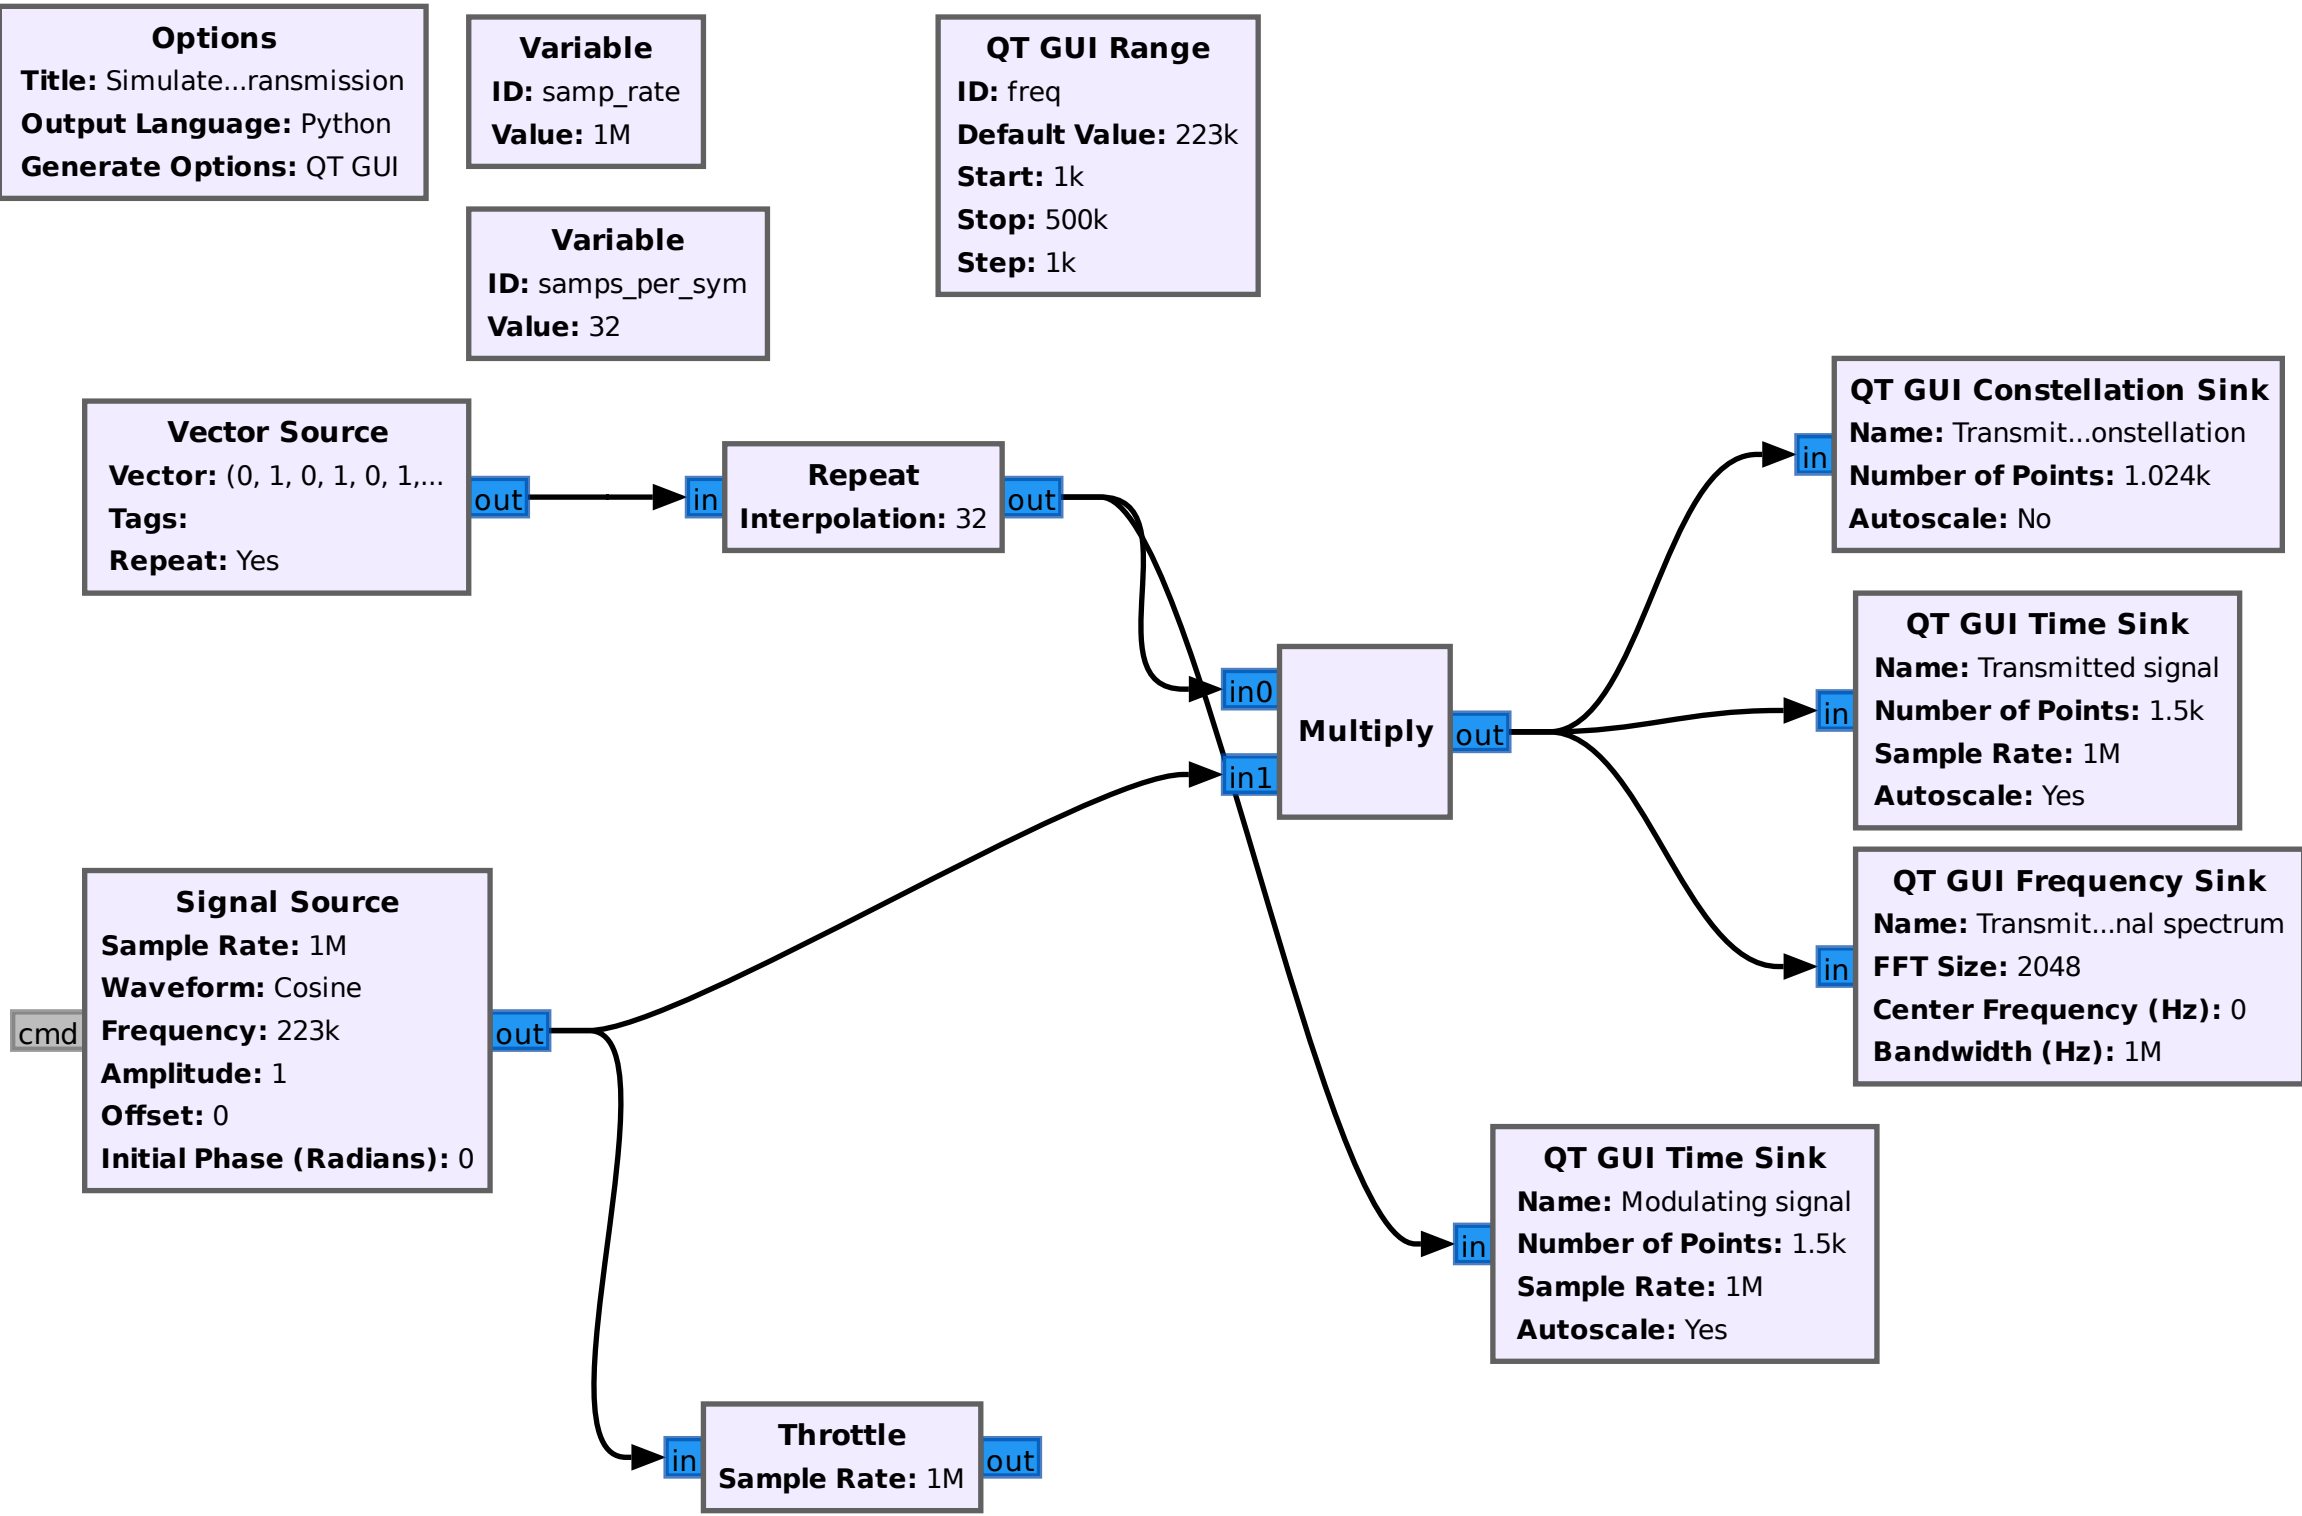 Options
Title: Simulate...ransmission
Output Language: Python
Generate Options: QT GUI
Variable
ID: samp_rate
Value: 1M
Variable
ID: samps_per_sym
Value: 32
QT GUI Range
ID: freq
Default Value: 223k
Start: 1k
Stop: 500k
Step: 1k
Vector Source
Vector: (0, 1, 0, 1, 0, 1,...
Tags:
Repeat: Yes
out
in
Repeat
Interpolation: 32
out
in0
in1
Multiply
out
in
QT GUI Constellation Sink
Name: Transmit...onstellation
Number of Points: 1.024k
Autoscale: No
in
QT GUI Time Sink
Name: Transmitted signal
Number of Points: 1.5k
Sample Rate: 1M
Autoscale: Yes
in
QT GUI Frequency Sink
Name: Transmit...nal spectrum
FFT Size: 2048
Center Frequency (Hz): 0
Bandwidth (Hz): 1M
cmd
Signal Source
Sample Rate: 1M
Waveform: Cosine
Frequency: 223k
Amplitude: 1
Offset: 0
Initial Phase (Radians): 0
out
in
QT GUI Time Sink
Name: Modulating signal
Number of Points: 1.5k
Sample Rate: 1M
Autoscale: Yes
in
Throttle
Sample Rate: 1M
out